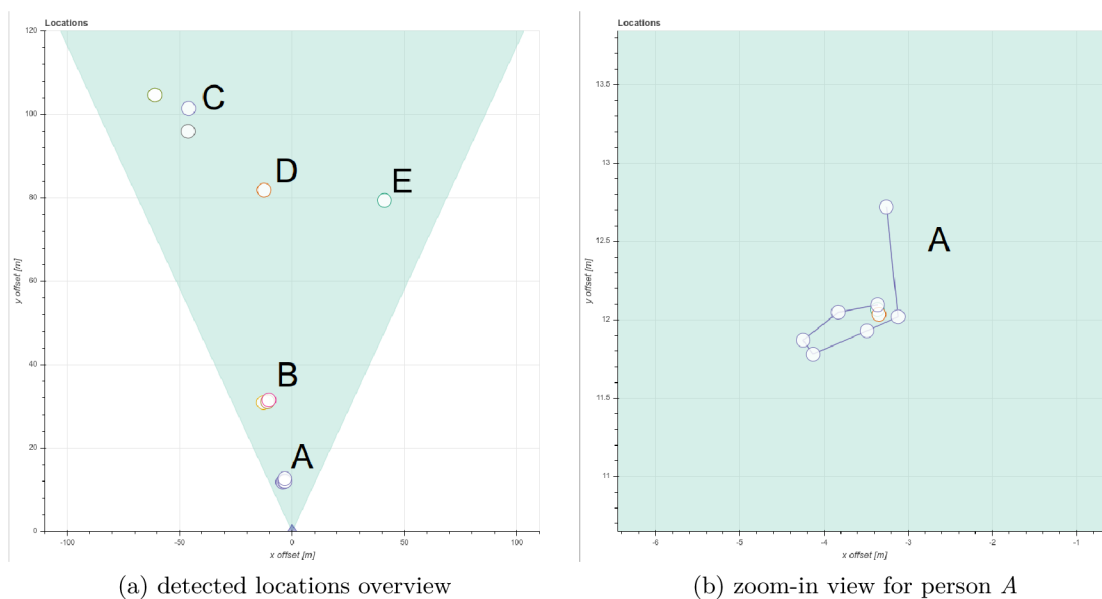 Locations
120
100
80
60
40
20
0
y offset [m]
-100
-50
0
50
100
x offset [m]
C
D
E
B
A
(a) detected locations overview
Locations
13.5
13
12.5
12
11.5
11
y offset [m]
-6
-5
-4
-3
-2
-1
x offset [m]
A
(b) zoom-in view for person A